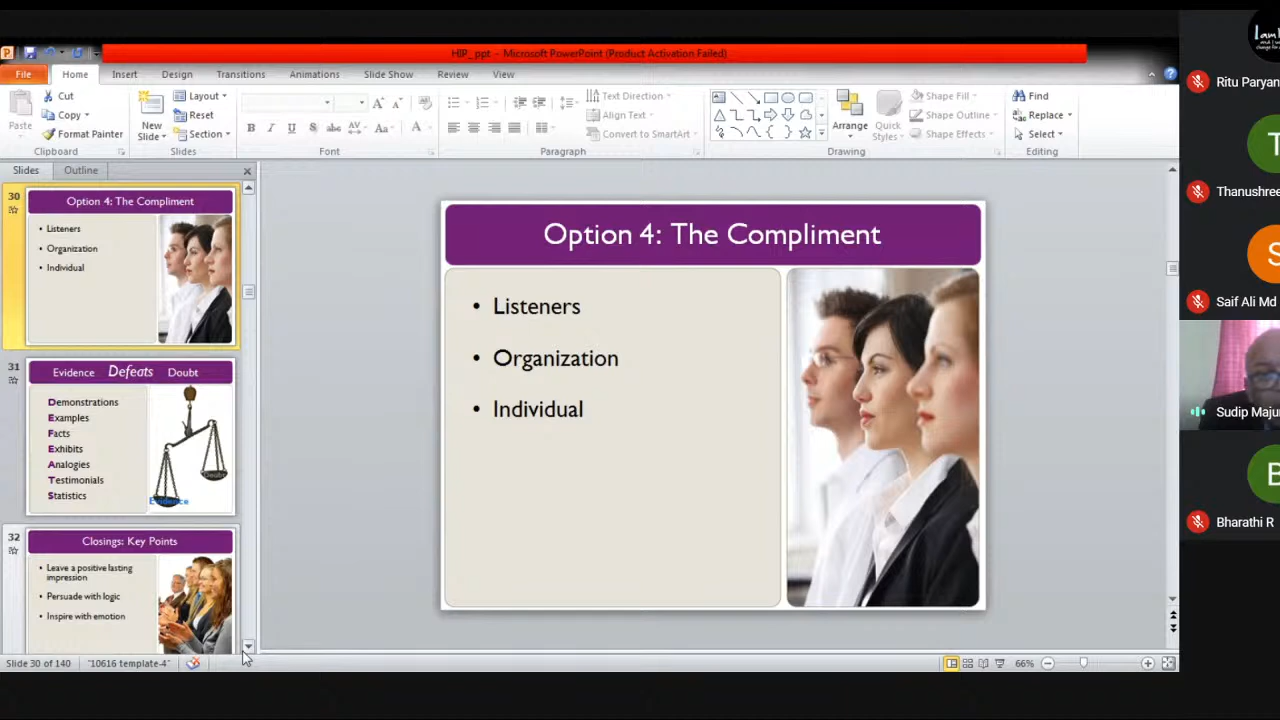 HIP_ppt - Microsoft PowerPoint (Product Activation Failed)
File Home Insert Design Transitions Animations Slide Show Review View
Paste
Cut
Copy
Format Painter
Clipboard
New
Slide
Layout
Reset
Section
Slides
Font
Text Direction
Align Text
Convert to SmartArt
Paragraph
Arrange
Quick
Styles
Shape Fill
Shape Outline
Shape Effects
Drawing
Find
Replace
Select
Editing
Slides Outline
30
Option 4: The Compliment
• Listeners
• Organization
• Individual
31
Evidence Defeats Doubt
Demonstrations
Examples
Facts
Exhibits
Analogies
Testimonials
Statistics
Doubt
Evidence
32
Closings: Key Points
• Leave a positive lasting
impression
• Persuade with logic
• Inspire with emotion
Option 4: The Compliment
• Listeners
• Organization
• Individual
Ritu Paryan
T
Thanushree
S
Saif Ali Md
Sudip Majur
B
Bharathi R
Slide 30 of 140 "10616 template-4" 66%